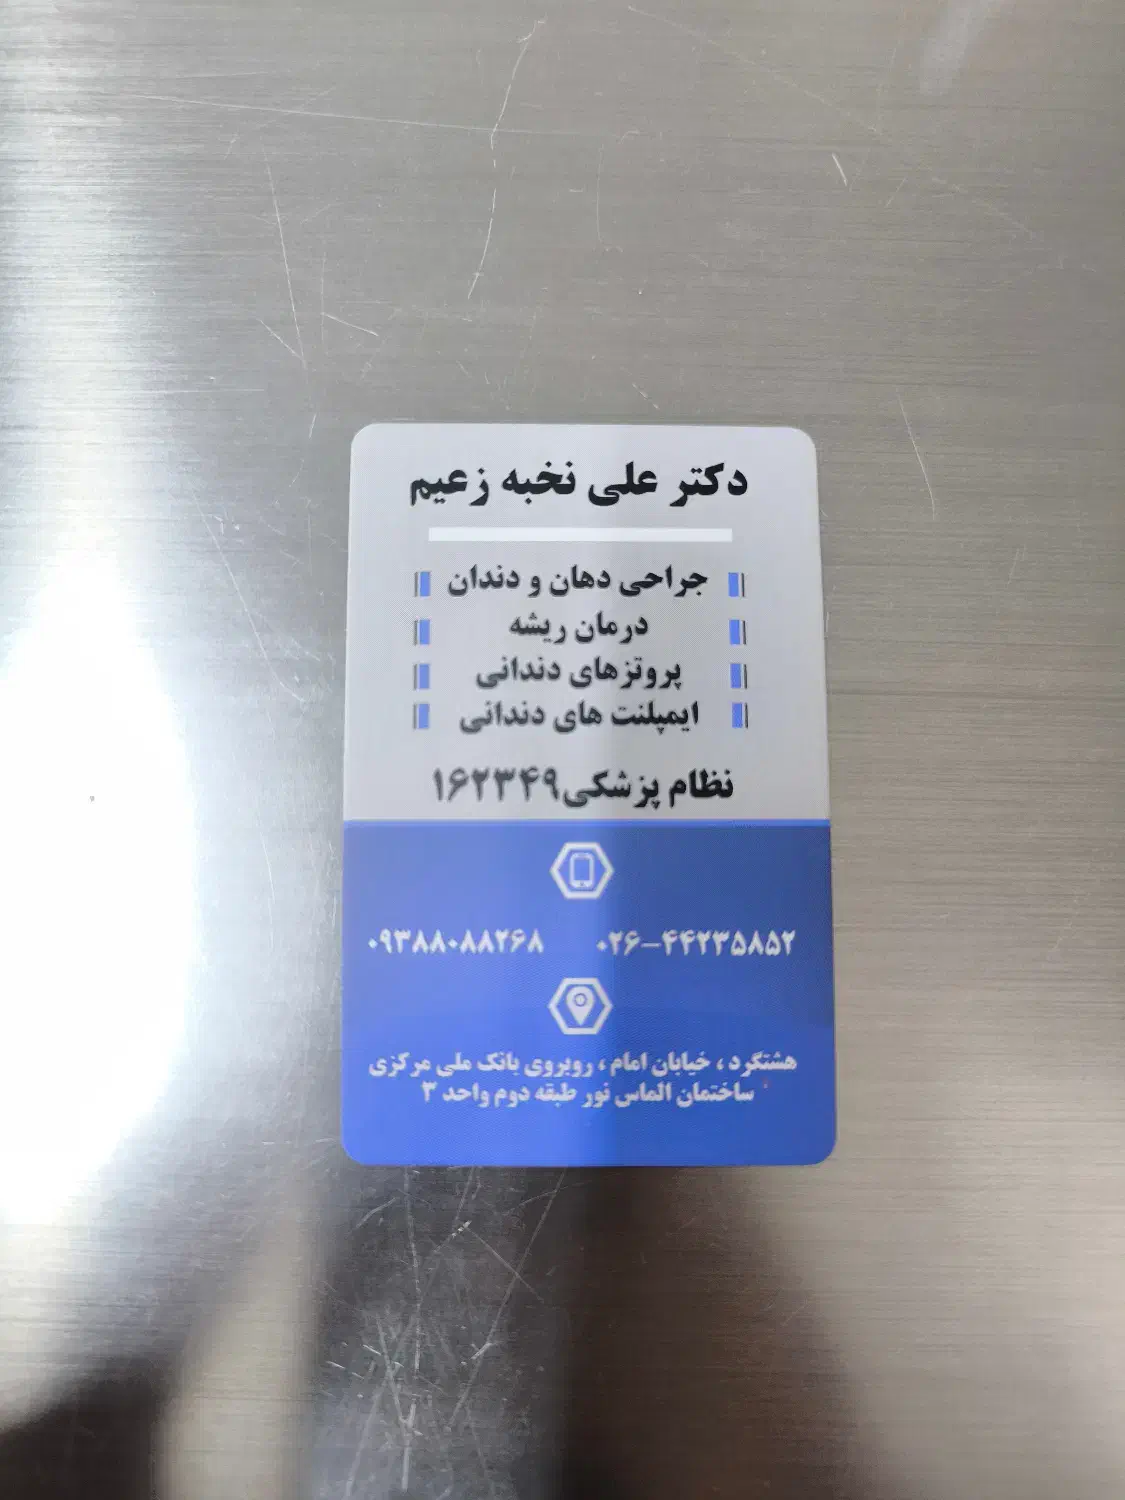 دکتر علی نخبه زعیم
جراحی دهان و دندان
درمان ریشه
پروتزهای دندانی
ایمپلنت های دندانی
نظام پزشکی۱۶۲۳۴۹
۰۲۶-۴۴۲۳۵۸۵۲ ۰۹۳۸۸۰۸۸۲۶۸
هشتگرد ، خیابان امام ، روبروی بانک ملی مرکزی
ساختمان الماس نور طبقه دوم واحد ۳